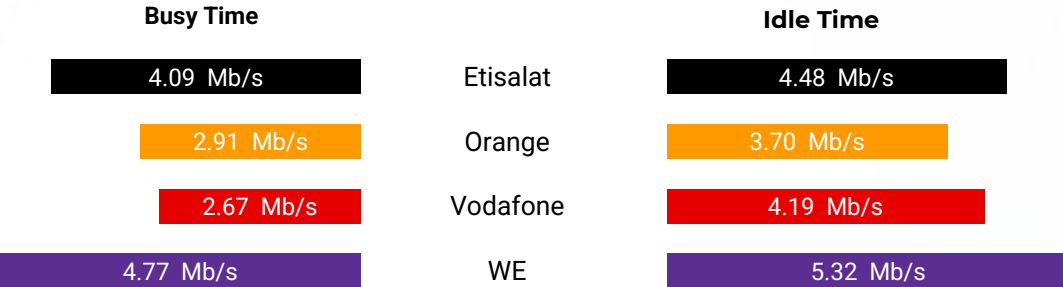 Busy Time Idle Time
4.09 Mb/s Etisalat 4.48 Mb/s
2.91 Mb/s Orange 3.70 Mb/s
2.67 Mb/s Vodafone 4.19 Mb/s
4.77 Mb/s WE 5.32 Mb/s